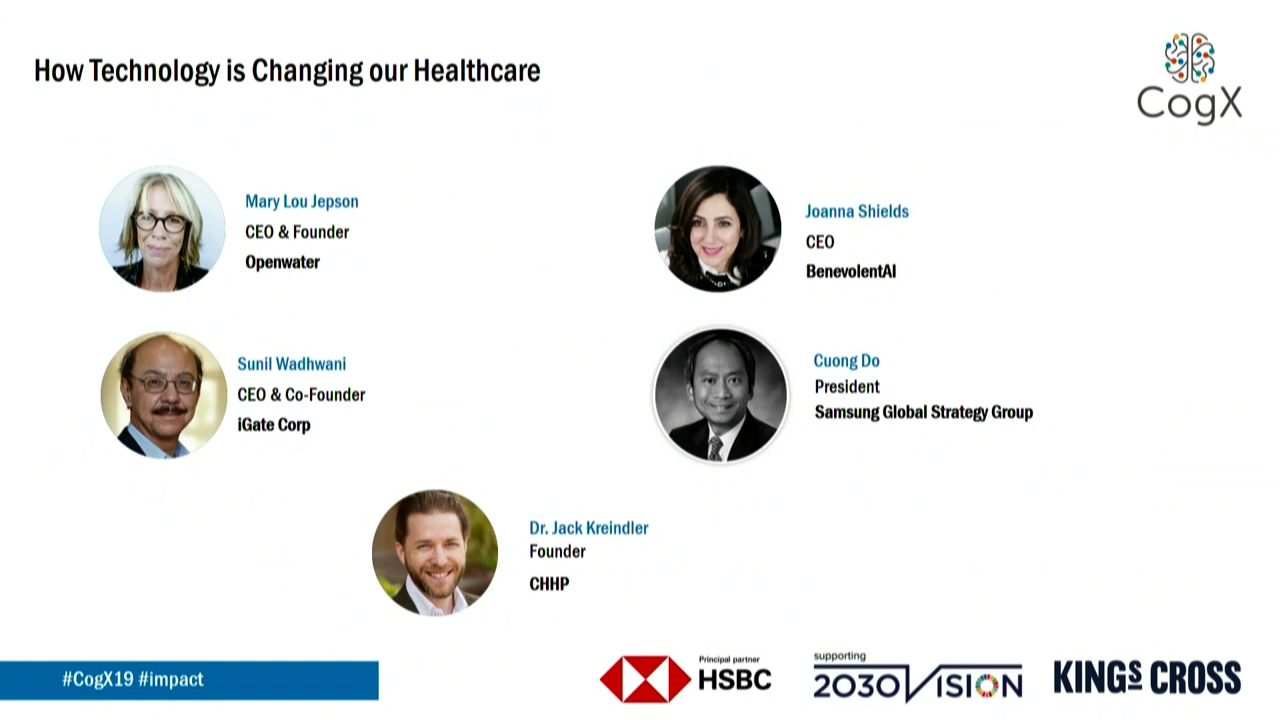 How Technology is Changing our Healthcare
CogX
Mary Lou Jepson
CEO & Founder
Openwater
Joanna Shields
CEO
BenevolentAI
Sunil Wadhwani
CEO & Co-Founder
iGate Corp
Cuong Do
President
Samsung Global Strategy Group
Dr. Jack Kreindler
Founder
CHHP
#CogX19 #impact
Principal partner
HSBC
supporting
2030VISION
KINGS CROSS